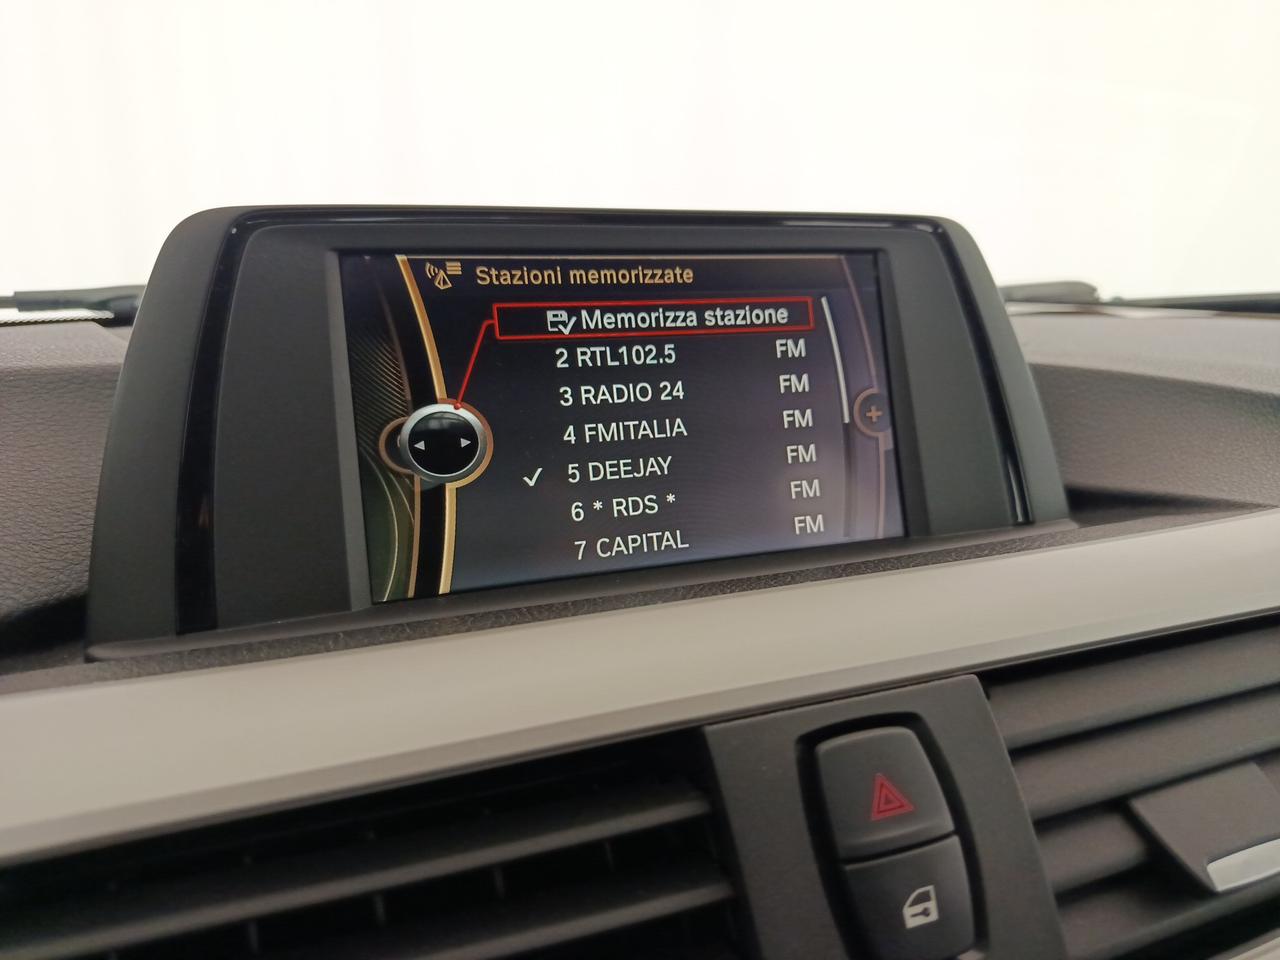 Stazioni memorizzate
Memorizza stazione
2 RTL102.5 FM
3 RADIO 24 FM
4 FMITALIA FM
5 DEEJAY FM
6 * RDS * FM
7 CAPITAL FM